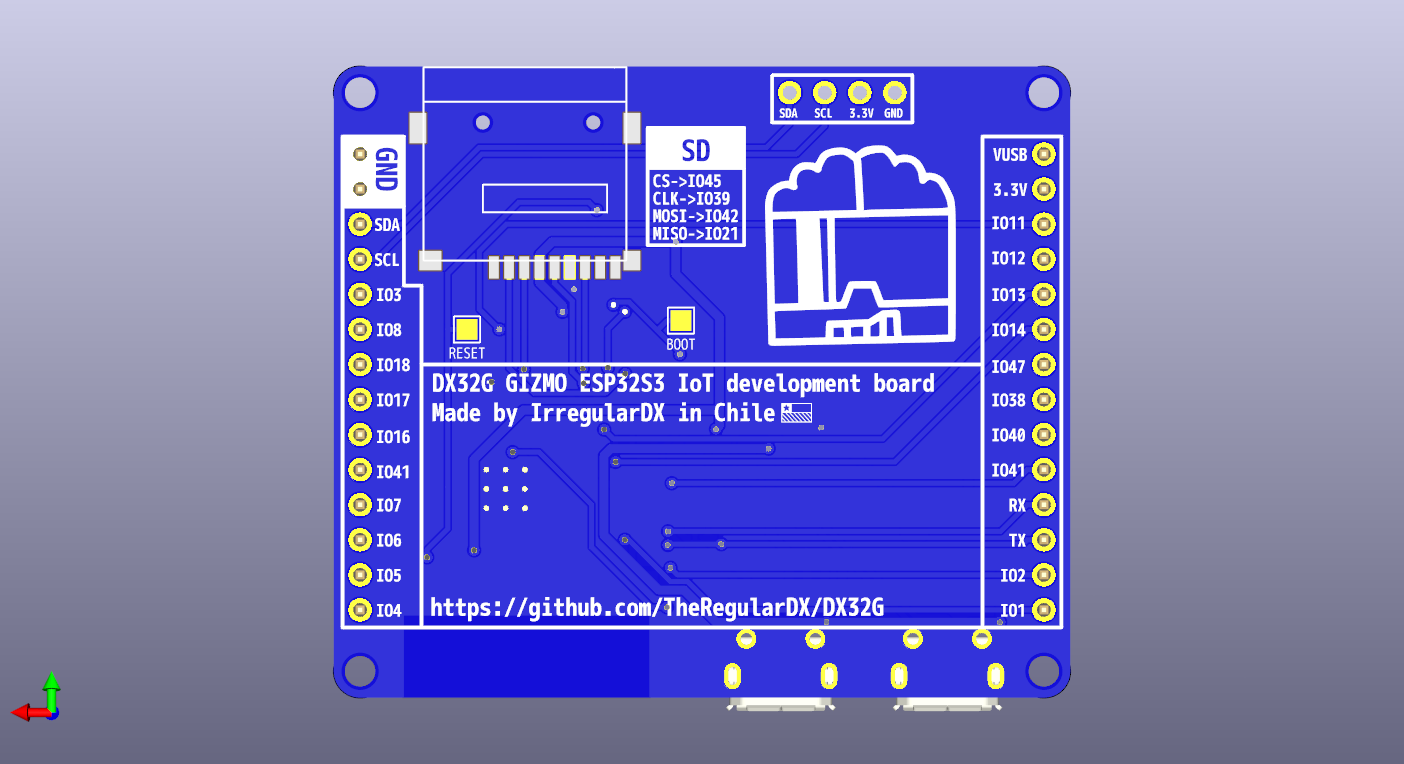 SDA SCL 3.3V GND
GND
SDA
SCL
IO3
IO8
IO18
IO17
IO16
IO41
IO7
IO6
IO5
IO4
SD
CS->IO45
CLK->IO39
MOSI->IO42
MISO->IO21
RESET
BOOT
DX32G GIZMO ESP32S3 IoT development board
Made by IrregularDX in Chile
https://github.com/TheRegularDX/DX32G
VUSB
3.3V
IO11
IO12
IO13
IO14
IO47
IO38
IO40
IO41
RX
TX
IO2
IO1